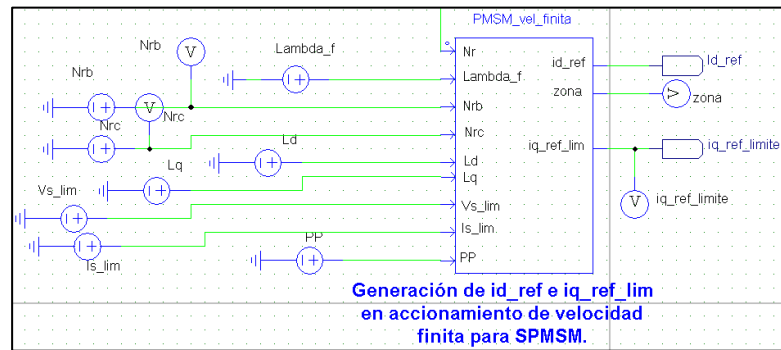 PMSM_vel_finita
Nrb
Lambda_f
Nr
id_ref
Id_ref
Nrb
V
Lambda_f
zona
V
zona
V
Nrc
Nrb
Nrc
Nrc
iq_ref_lim
iq_ref_limite
Ld
Ld
Lq
Lq
Vs_lim
Vs_lim
V
iq_ref_limite
Is_lim
Is_lim
PP
PP
Generación de id_ref e iq_ref_lim
en accionamiento de velocidad
finita para SPMSM.